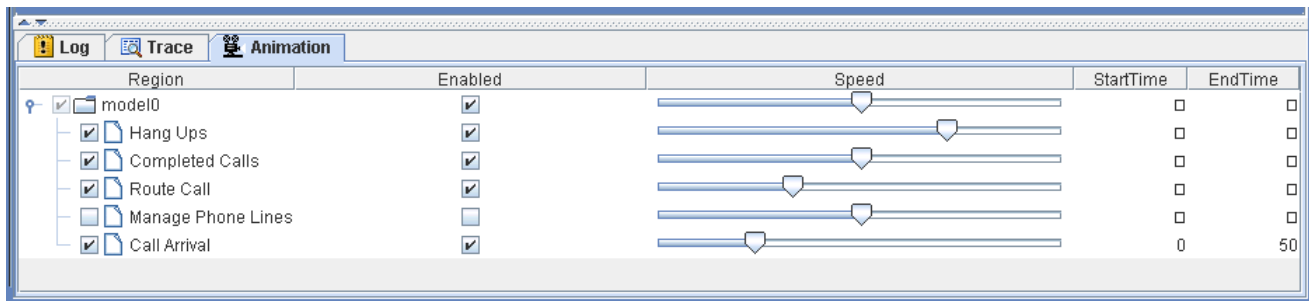 Log Trace Animation
Region Enabled Speed StartTime EndTime
model0
Hang Ups
Completed Calls
Route Call
Manage Phone Lines
Call Arrival 0 50